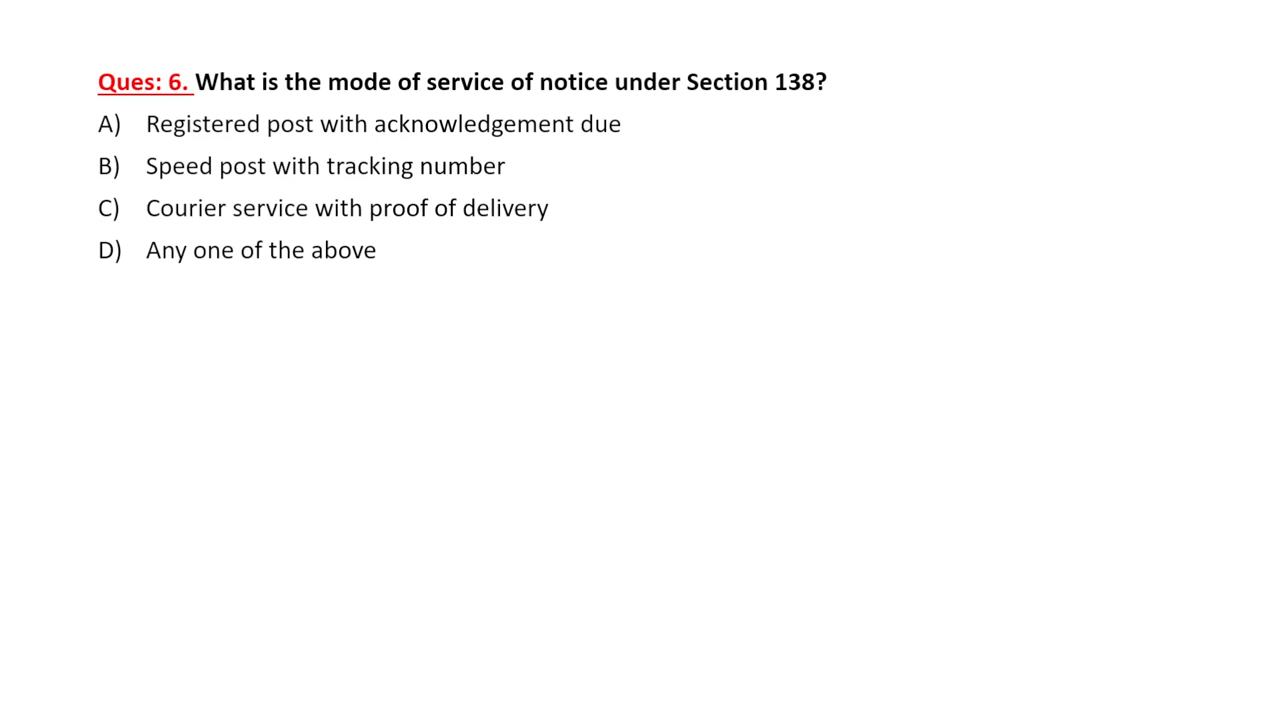 Ques: 6. What is the mode of service of notice under Section 138?
A) Registered post with acknowledgement due
B) Speed post with tracking number
C) Courier service with proof of delivery
D) Any one of the above